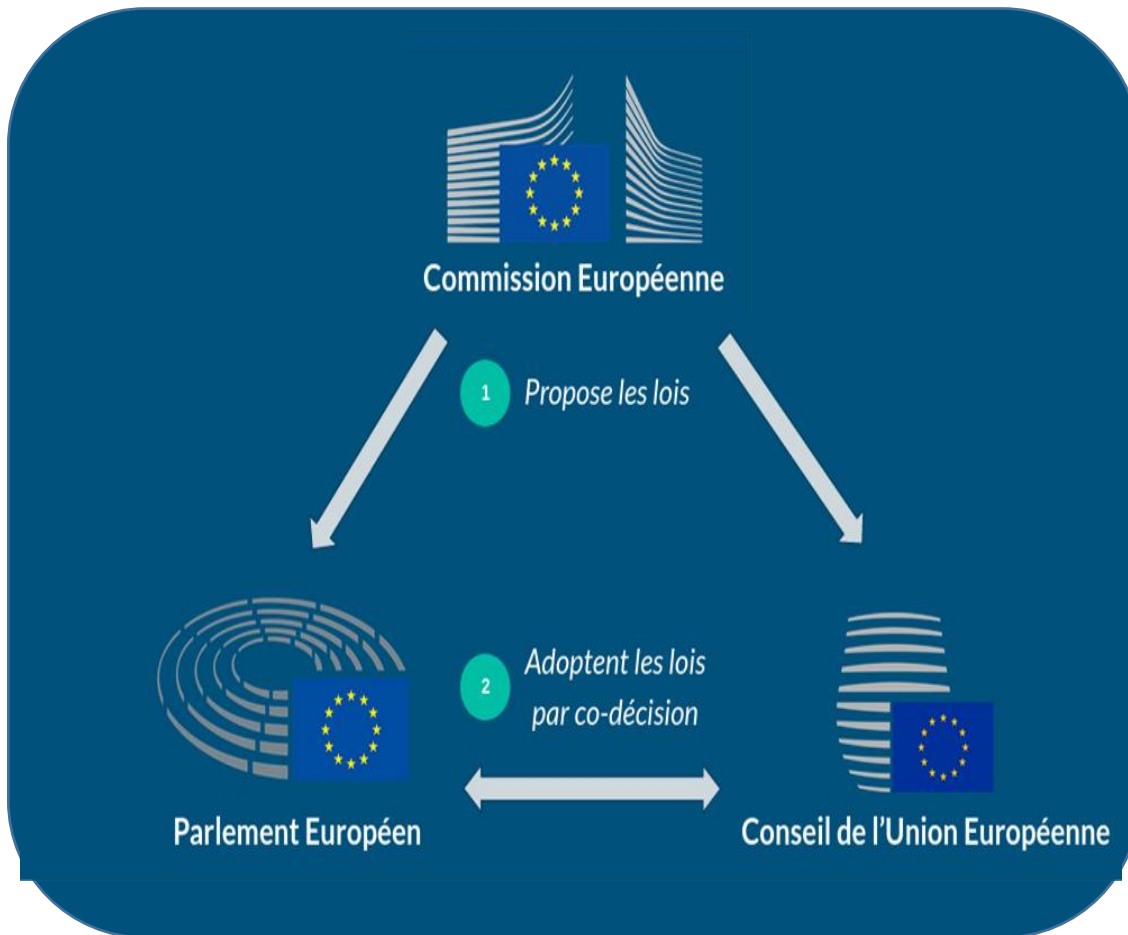 Commission Européenne
1 Propose les lois
2 Adoptent les lois
par co-décision
Parlement Européen
Conseil de l'Union Européenne